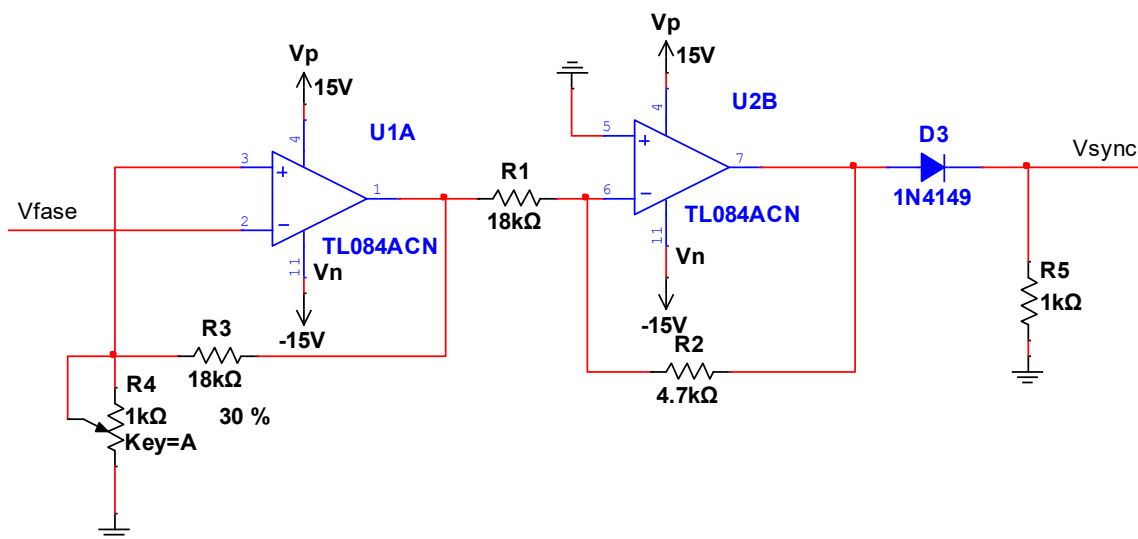 Vp
15V
U1A
4
3
+
1
2
−
Vfase
TL084ACN
11
Vn
-15V
R3
18kΩ
30 %
R4
1kΩ
Key=A
R1
18kΩ
Vp
15V
U2B
4
5
+
7
6
−
TL084ACN
11
Vn
-15V
R2
4.7kΩ
D3
1N4149
Vsync
R5
1kΩ